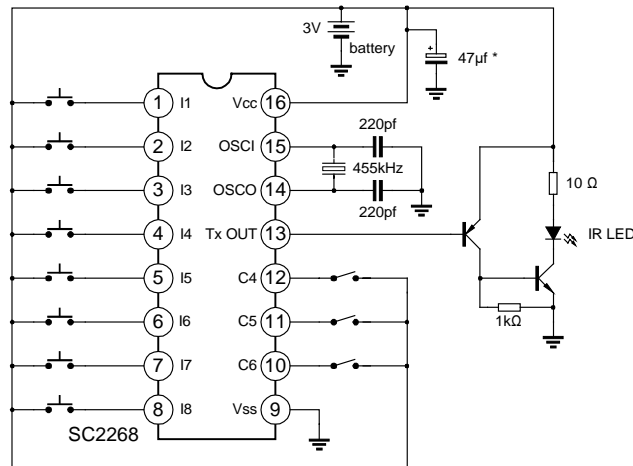 3V
battery
47µf *
1 I1 Vcc 16
220pf
2 I2 OSCI 15
455kHz
3 I3 OSCO 14
10 Ω
220pf
4 I4 Tx OUT 13
IR LED
5 I5 C4 12
1kΩ
6 I6 C5 11
7 I7 C6 10
8 I8 Vss 9
SC2268
+